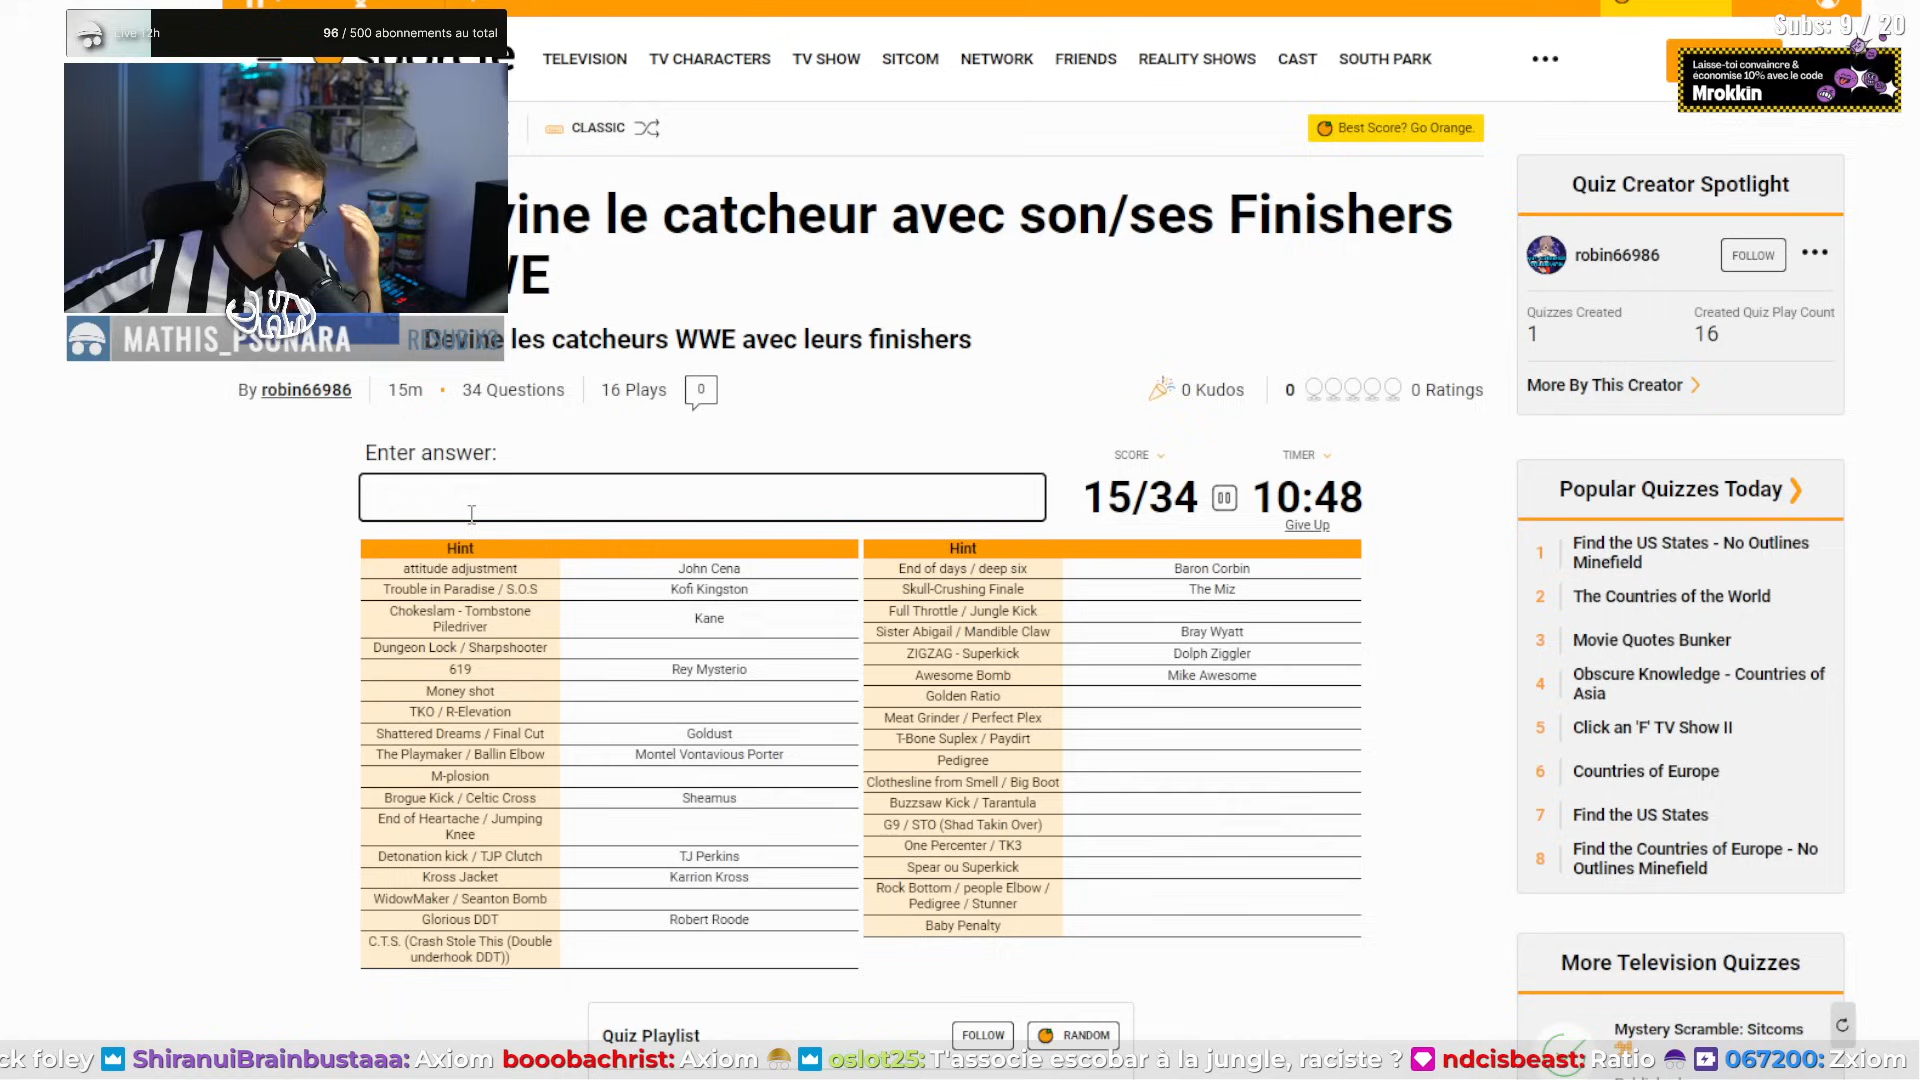 Live 12h
96 / 500 abonnements au total
TELEVISION TV CHARACTERS TV SHOW SITCOM NETWORK FRIENDS REALITY SHOWS CAST SOUTH PARK
Subs: 9 / 20
Laisse-toi convaincre &
économise 10% avec le code
Mrokkin
CLASSIC
Best Score? Go Orange.
vine le catcheur avec son/ses Finishers
WE
MATHIS_PSONARA
Devine les catcheurs WWE avec leurs finishers
By robin66986
15m
34 Questions
16 Plays
0
0 Kudos
0
0 Ratings
Quiz Creator Spotlight
robin66986
FOLLOW
Quizzes Created
1
Created Quiz Play Count
16
More By This Creator
Enter answer:
SCORE
15/34
TIMER
10:48
Give Up
Hint
attitude adjustment John Cena
Trouble in Paradise / S.O.S Kofi Kingston
Chokeslam - Tombstone
Piledriver
Kane
Dungeon Lock / Sharpshooter
619 Rey Mysterio
Money shot
TKO / R-Elevation
Shattered Dreams / Final Cut Goldust
The Playmaker / Ballin Elbow Montel Vontavious Porter
M-plosion
Brogue Kick / Celtic Cross Sheamus
End of Heartache / Jumping
Knee
Detonation kick / TJP Clutch TJ Perkins
Kross Jacket Karrion Kross
WidowMaker / Seanton Bomb
Glorious DDT Robert Roode
C.T.S. (Crash Stole This (Double
underhook DDT))
Hint
End of days / deep six Baron Corbin
Skull-Crushing Finale The Miz
Full Throttle / Jungle Kick
Sister Abigail / Mandible Claw Bray Wyatt
ZIGZAG - Superkick Dolph Ziggler
Awesome Bomb Mike Awesome
Golden Ratio
Meat Grinder / Perfect Plex
T-Bone Suplex / Paydirt
Pedigree
Clothesline from Smell / Big Boot
Buzzsaw Kick / Tarantula
G9 / STO (Shad Takin Over)
One Percenter / TK3
Spear ou Superkick
Rock Bottom / people Elbow /
Pedigree / Stunner
Baby Penalty
Popular Quizzes Today
1 Find the US States - No Outlines
Minefield
2 The Countries of the World
3 Movie Quotes Bunker
4 Obscure Knowledge - Countries of
Asia
5 Click an 'F' TV Show II
6 Countries of Europe
7 Find the US States
8 Find the Countries of Europe - No
Outlines Minefield
More Television Quizzes
Mystery Scramble: Sitcoms
Quiz Playlist
FOLLOW
RANDOM
ck foley ShiranuiBrainbustaaa: Axiom booobachrist: Axiom oslot25: T'associe escobar à la jungle, raciste ? ndcisbeast: Ratio 067200: Zxiom